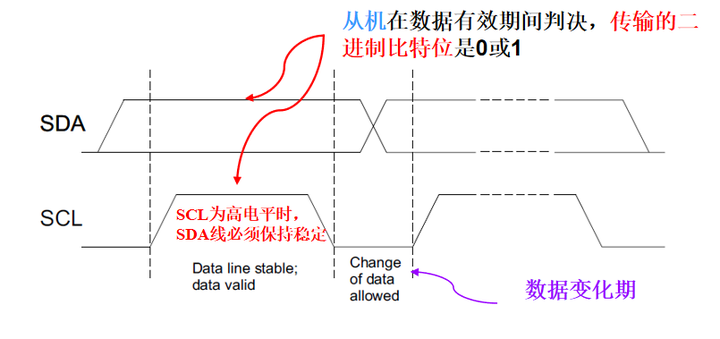 从机在数据有效期间判决，传输的二
进制比特位是0或1
SDA
SCL
SCL为高电平时，
SDA线必须保持稳定
Data line stable;
data valid
Change
of data
allowed
数据变化期